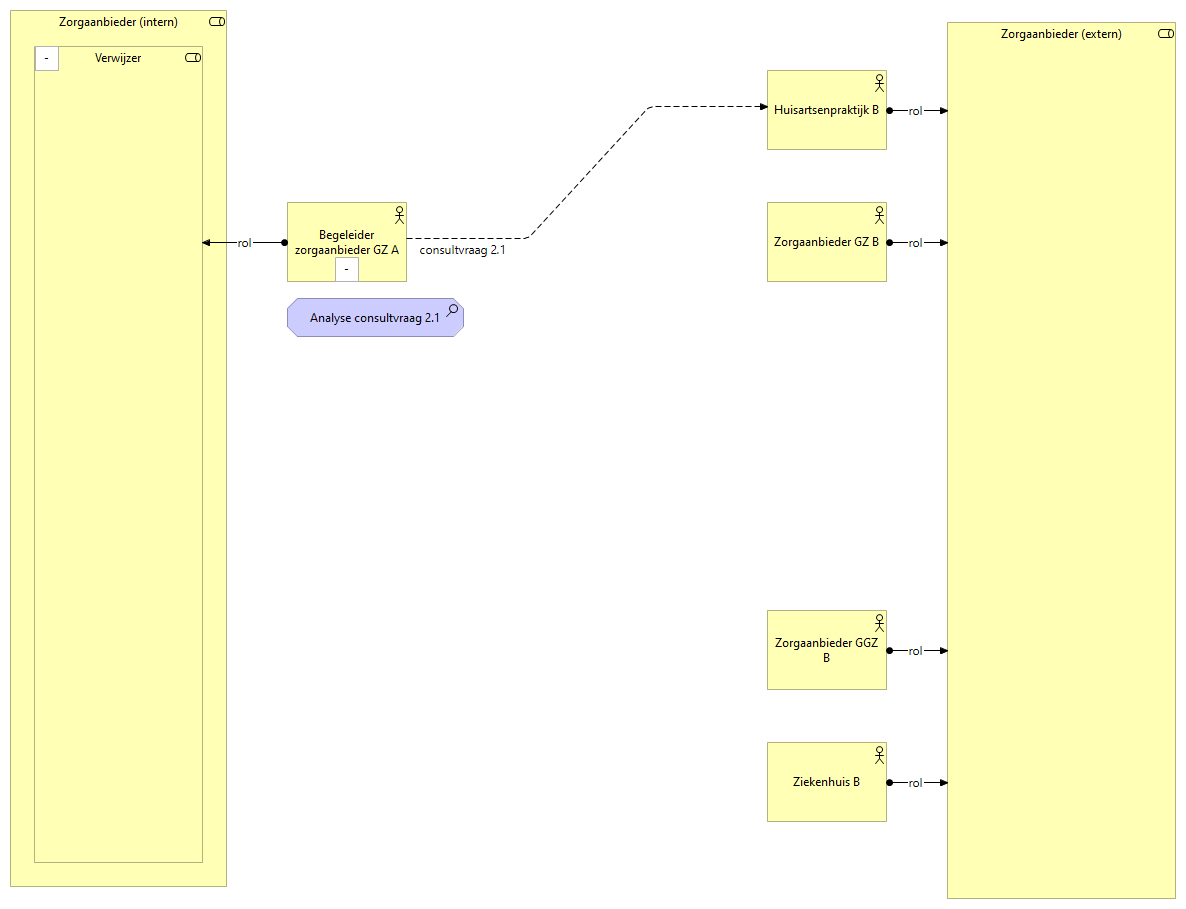 Zorgaanbieder (intern)
-
Verwijzer
Zorgaanbieder (extern)
Huisartsenpraktijk B
rol
rol
Begeleider
zorgaanbieder GZ A
-
consultvraag 2.1
Zorgaanbieder GZ B
rol
Analyse consultvraag 2.1
Zorgaanbieder GGZ
B
rol
Ziekenhuis B
rol